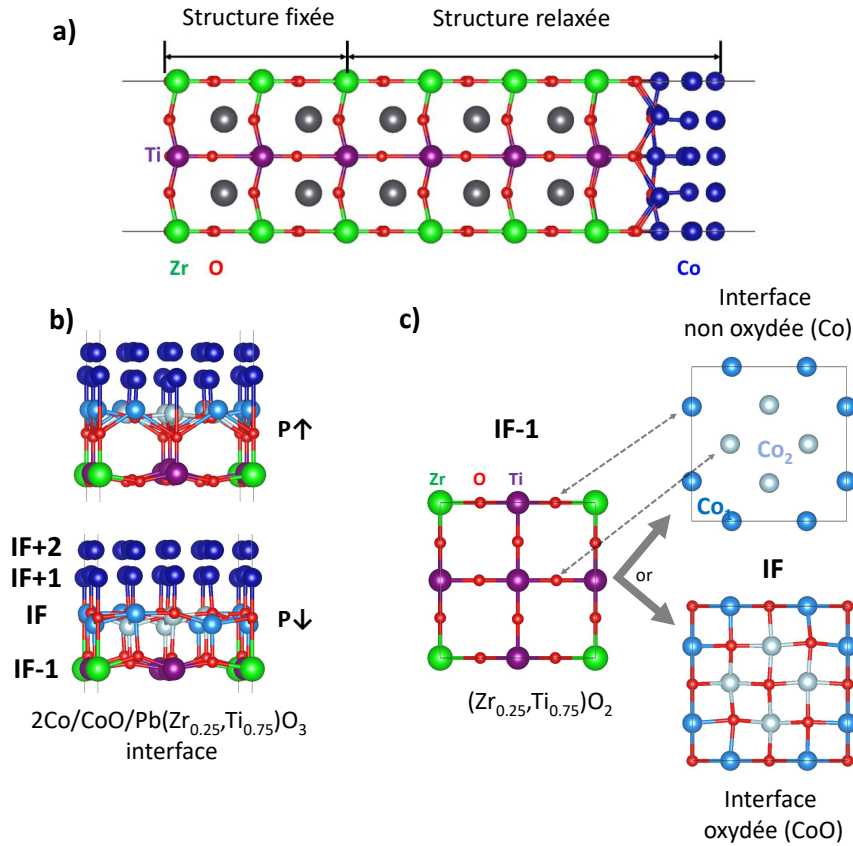 a)
Structure fixée
Structure relaxée
Ti
Zr
O
Co
b)
P↑
IF+2
IF+1
IF
IF-1
P↓
2Co/CoO/Pb(Zr0.25,Ti0.75)O3
interface
c)
Interface
non oxydée (Co)
IF-1
Zr
O
Ti
Co2
Co1
or
IF
(Zr0.25,Ti0.75)O2
Interface
oxydée (CoO)